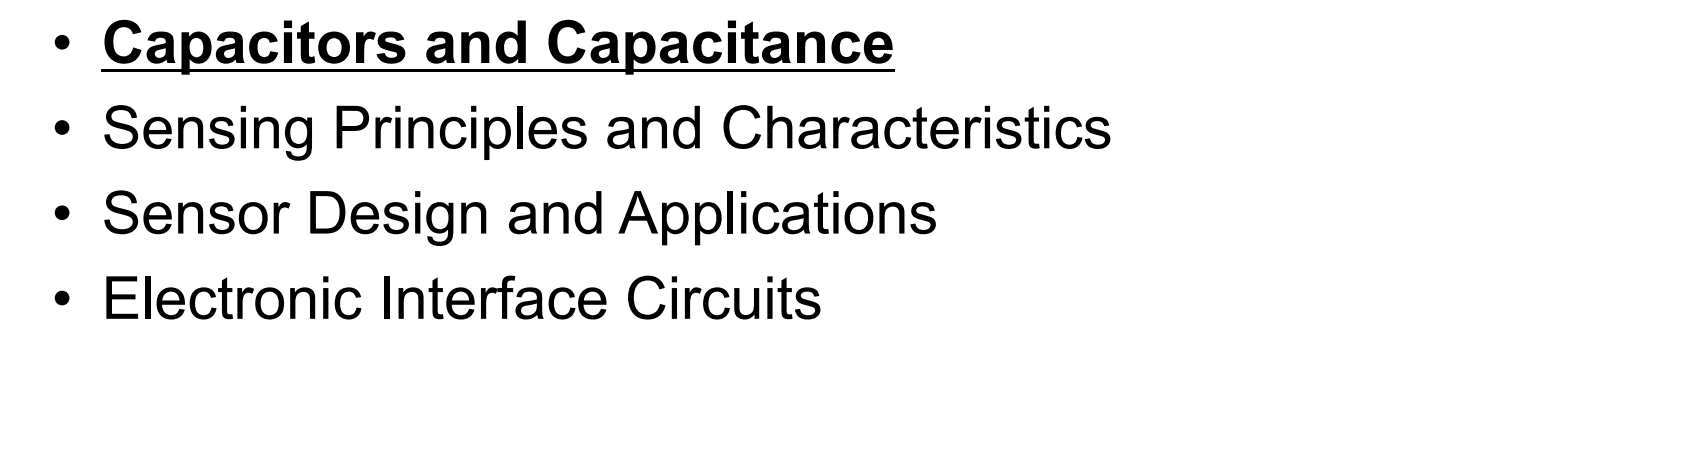 • Capacitors and Capacitance
• Sensing Principles and Characteristics
• Sensor Design and Applications
• Electronic Interface Circuits